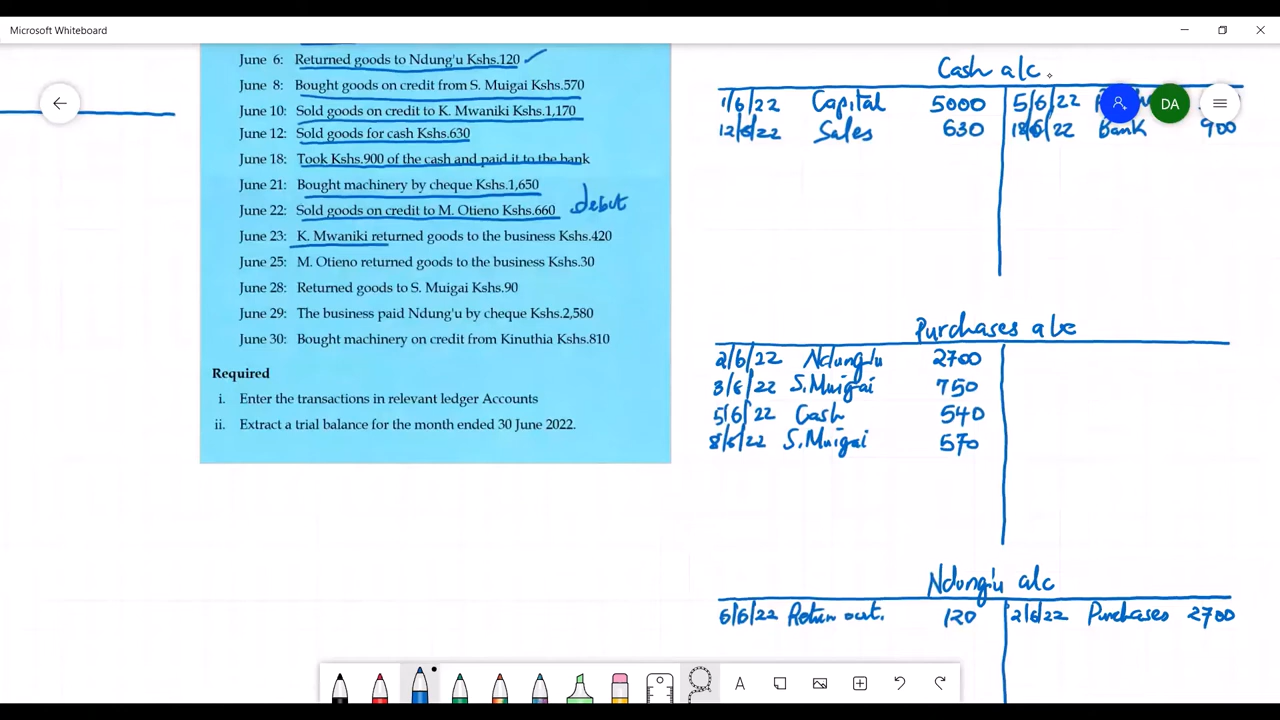 Microsoft Whiteboard
June 6: Returned goods to Ndung'u Kshs.120
June 8: Bought goods on credit from S. Muigai Kshs.570
June 10: Sold goods on credit to K. Mwaniki Kshs.1,170
June 12: Sold goods for cash Kshs.630
June 18: Took Kshs.900 of the cash and paid it to the bank
June 21: Bought machinery by cheque Kshs.1,650
June 22: Sold goods on credit to M. Otieno Kshs.660 debit
June 23: K. Mwaniki returned goods to the business Kshs.420
June 25: M. Otieno returned goods to the business Kshs.30
June 28: Returned goods to S. Muigai Kshs.90
June 29: The business paid Ndung'u by cheque Kshs.2,580
June 30: Bought machinery on credit from Kinuthia Kshs.810
Required
i. Enter the transactions in relevant ledger Accounts
ii. Extract a trial balance for the month ended 30 June 2022.
Cash a/c
1/6/22 Capital 5000 5/6/22
12/6/22 Sales 630 18/6/22 Bank 900
DA
Purchases a/c
2/6/22 Ndung'u 2700
3/6/22 S.Muigai 750
5/6/22 Cash 540
8/6/22 S.Muigai 570
Ndung'u a/c
6/6/22 Return out. 120 2/6/22 Purchases 2700
A